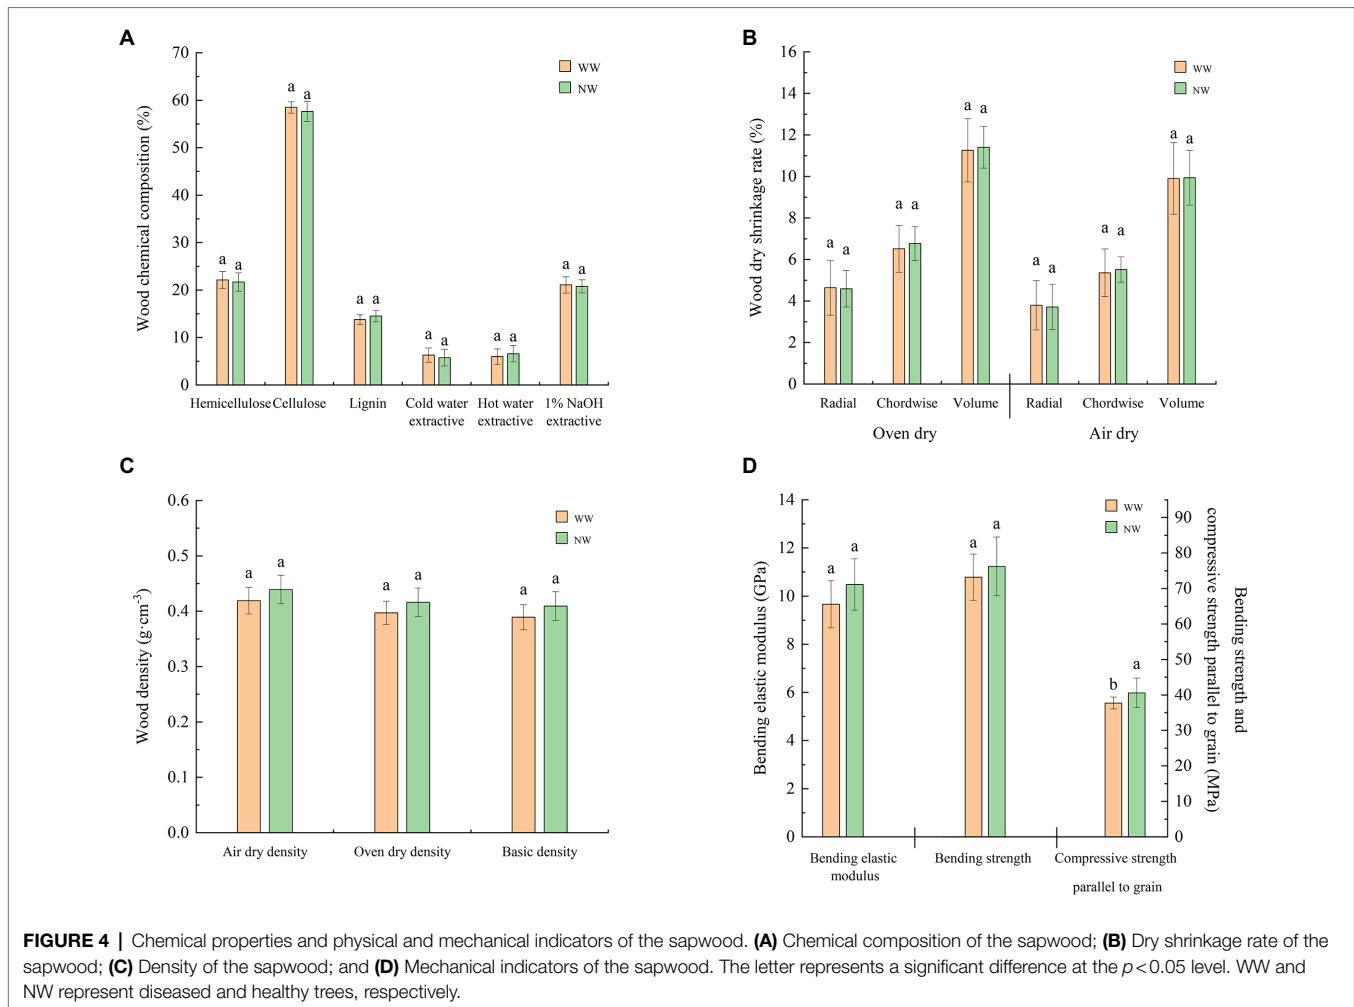 A
70
60
50
40
30
20
10
0
Wood chemical composition (%)
WW
NW
a a
a a
a a
a a
a a
a a
Hemicellulose Cellulose Lignin Cold water extractive Hot water extractive 1% NaOH extractive
B
16
14
12
10
8
6
4
2
0
Wood dry shrinkage rate (%)
WW
NW
a a
a a
a a
a a
a a
a a
Radial Chordwise Volume Radial Chordwise Volume
Oven dry Air dry
C
0.6
0.5
0.4
0.3
0.2
0.1
0.0
Wood density (g·cm⁻³)
WW
NW
a a
a a
a a
Air dry density Oven dry density Basic density
D
14
12
10
8
6
4
2
0
Bending elastic modulus (GPa)
WW
NW
a a
a a
b a
90
80
70
60
50
40
30
20
10
0
Bending strength and
compressive strength parallel to grain (MPa)
Bending elastic modulus Bending strength Compressive strength parallel to grain
FIGURE 4 | Chemical properties and physical and mechanical indicators of the sapwood. (A) Chemical composition of the sapwood; (B) Dry shrinkage rate of the
sapwood; (C) Density of the sapwood; and (D) Mechanical indicators of the sapwood. The letter represents a significant difference at the p < 0.05 level. WW and
NW represent diseased and healthy trees, respectively.